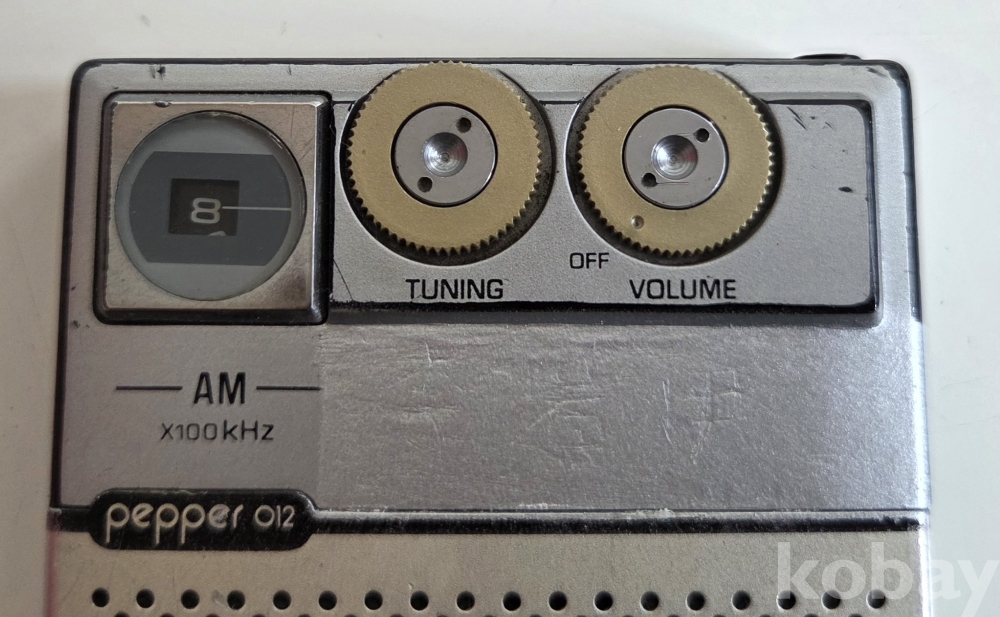 8
TUNING
OFF
VOLUME
AM
X100kHz
pepper 012
kobay